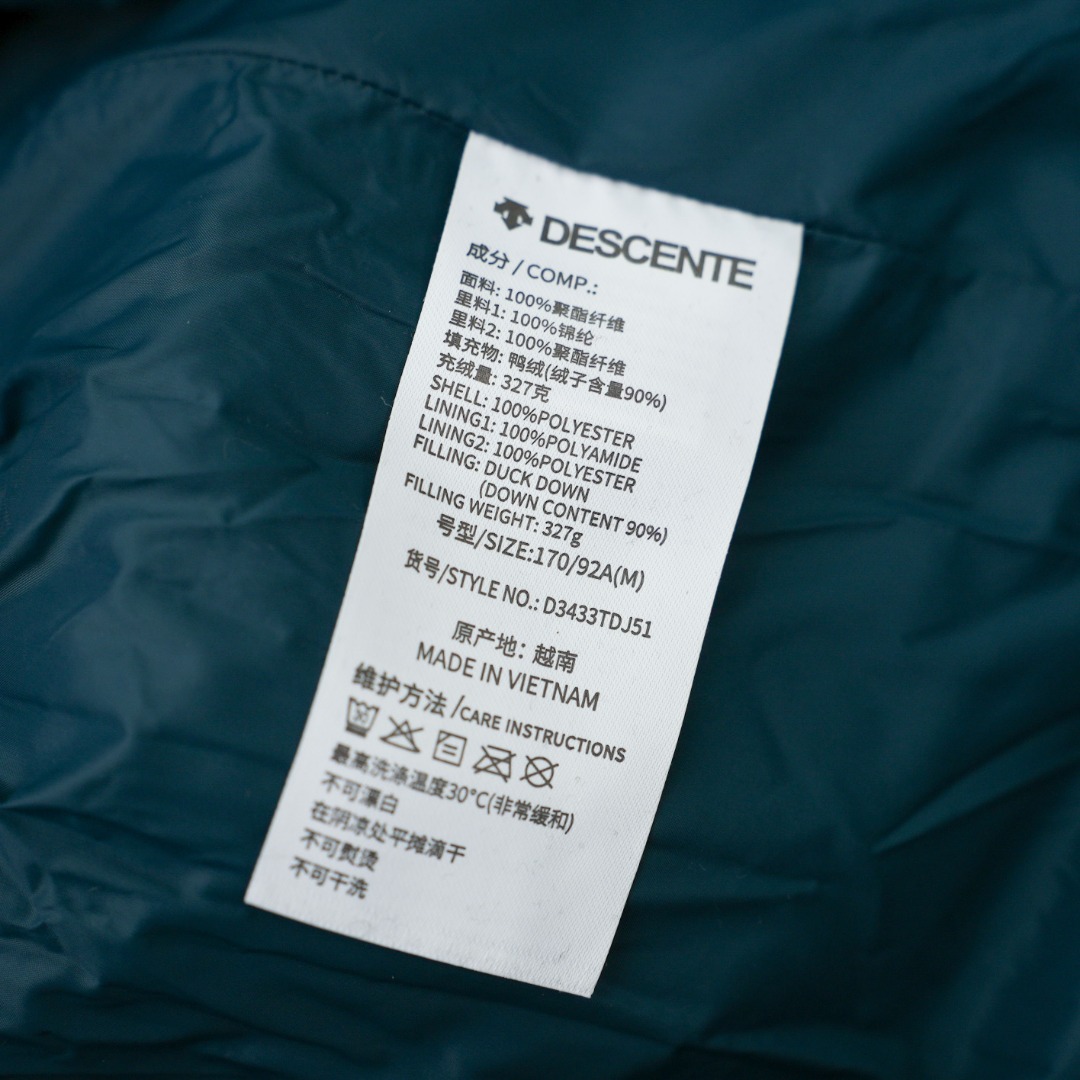 DESCENTE
成分/COMP.:
面料: 100%聚酯纤维
里料1: 100%锦纶
里料2: 100%聚酯纤维
填充物: 鸭绒(绒子含量90%)
充绒量: 327克
SHELL: 100%POLYESTER
LINING1: 100%POLYAMIDE
LINING2: 100%POLYESTER
FILLING: DUCK DOWN
(DOWN CONTENT 90%)
FILLING WEIGHT: 327g
号型/SIZE:170/92A(M)
货号/STYLE NO.: D3433TDJ51
原产地: 越南
MADE IN VIETNAM
维护方法/CARE INSTRUCTIONS
30
最高洗涤温度30°C(非常缓和)
不可漂白
在阴凉处平摊滴干
不可熨烫
不可干洗